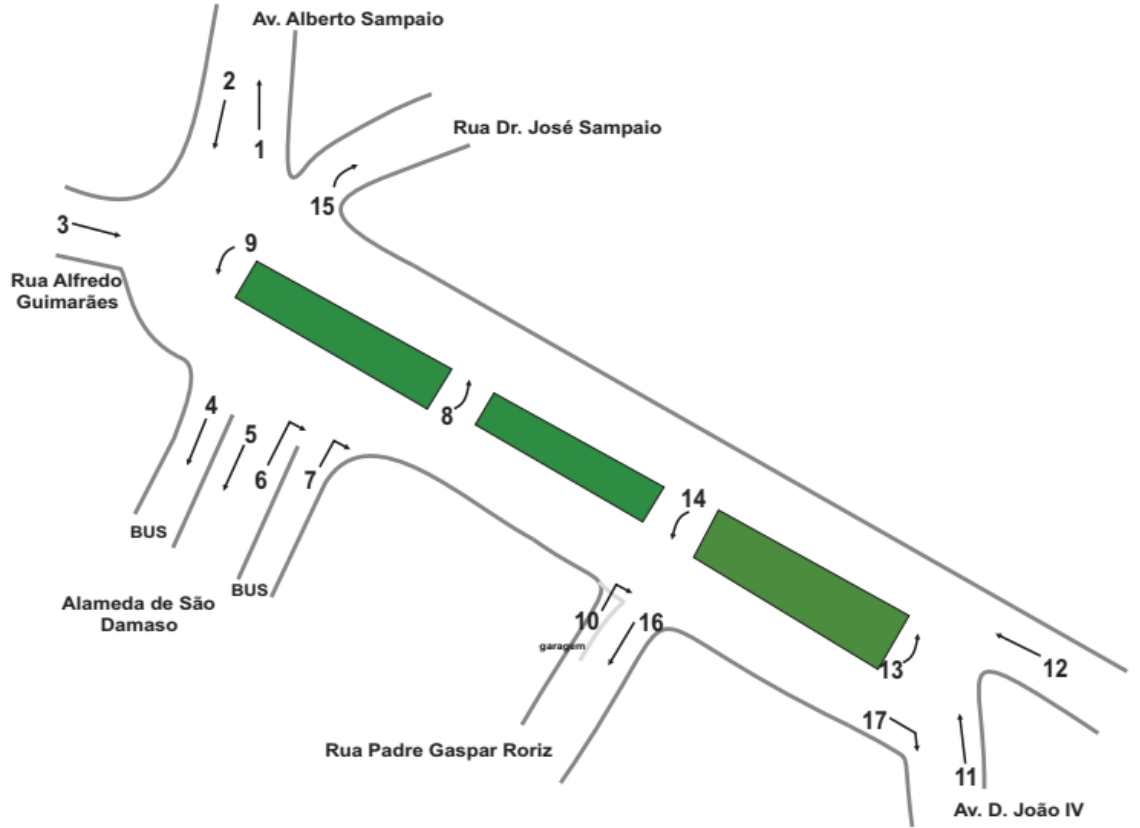 Av. Alberto Sampaio
2
Rua Dr. José Sampaio
1
15
3
9
Rua Alfredo
Guimarães
4
8
5
6
7
14
BUS
BUS
Alameda de São
Damaso
10
16
garagem
13
12
17
Rua Padre Gaspar Roriz
11
Av. D. João IV